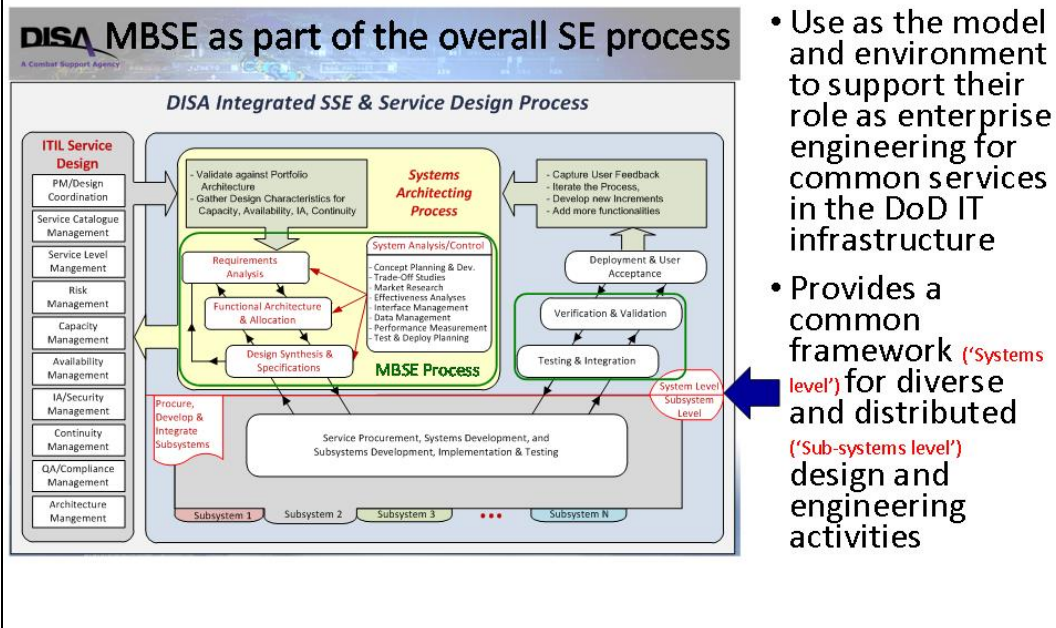 DISA MBSE as part of the overall SE process
A Combat Support Agency
DISA Integrated SSE & Service Design Process
ITIL Service
Design
PM/Design
Coordination
Service Catalogue
Management
Service Level
Mangement
Risk
Management
Capacity
Management
Availability
Management
IA/Security
Management
Continuity
Management
QA/Compliance
Management
Architecture
Mangement
- Validate against Portfolio
Architecture
- Gather Design Characteristics for
Capacity, Availability, IA, Continuity
Systems
Architecting
Process
- Capture User Feedback
- Iterate the Process,
- Develop new Increments
- Add more functionalities
Requirements
Analysis
Functional Architecture
& Allocation
Design Synthesis &
Specifications
System Analysis/Control
- Concept Planning & Dev.
- Trade-Off Studies
- Market Research
- Effectiveness Analyses
- Interface Management
- Data Management
- Performance Measurement
- Test & Deploy Planning
MBSE Process
Deployment & User
Acceptance
Verification & Validation
Testing & Integration
System Level
Subsystem
Level
Procure,
Develop &
Integrate
Subsystems
Service Procurement, Systems Development, and
Subsystems Development, Implementation & Testing
Subsystem 1
Subsystem 2
Subsystem 3
•••
Subsystem N
• Use as the model
and environment
to support their
role as enterprise
engineering for
common services
in the DoD IT
infrastructure
• Provides a
common
framework (‘Systems
level’) for diverse
and distributed
(‘Sub-systems level’)
design and
engineering
activities